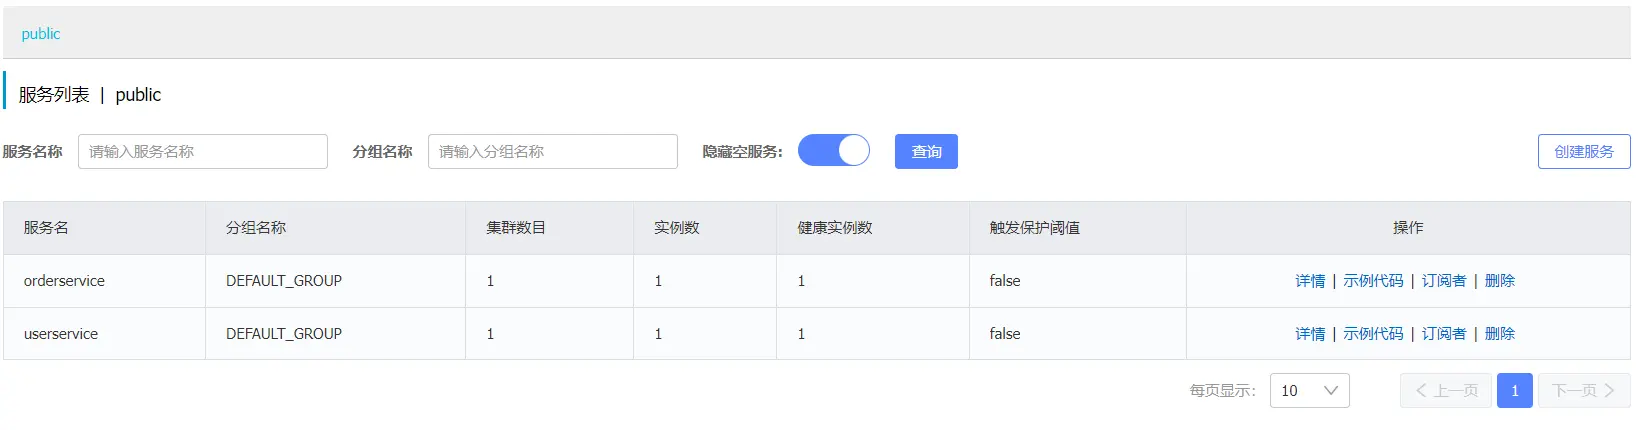 public
服务列表 | public
服务名称 请输入服务名称 分组名称 请输入分组名称 隐藏空服务: 查询 创建服务
服务名 分组名称 集群数目 实例数 健康实例数 触发保护阈值 操作
orderservice DEFAULT_GROUP 1 1 1 false 详情 | 示例代码 | 订阅者 | 删除
userservice DEFAULT_GROUP 1 1 1 false 详情 | 示例代码 | 订阅者 | 删除
每页显示: 10 上一页 1 下一页